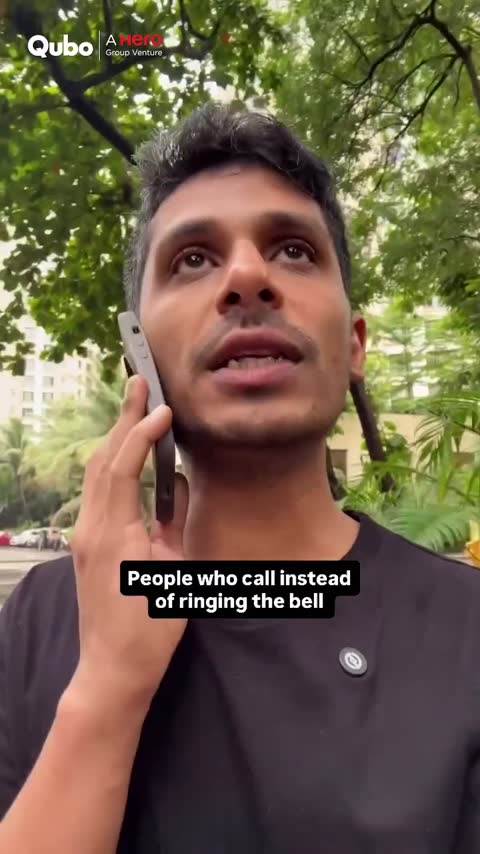 Qubo
A Hero
Group Venture
People who call instead
of ringing the bell